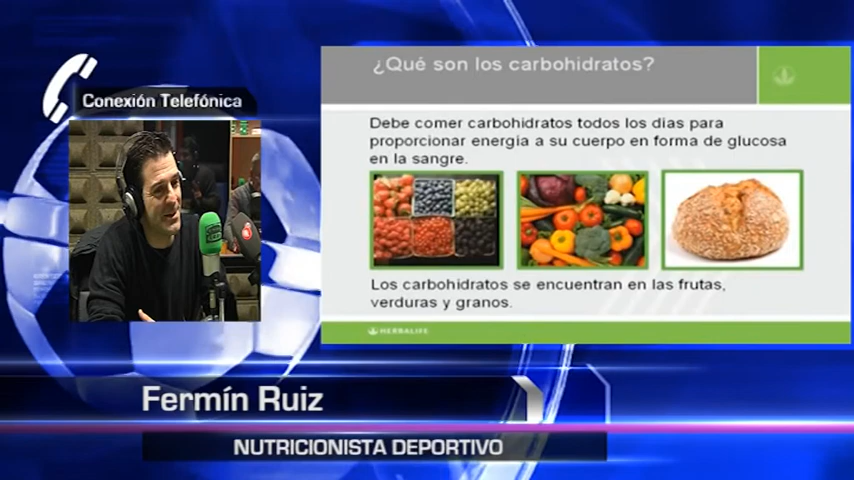 ¿Qué son los carbohidratos?
Conexión Telefónica
Debe comer carbohidratos todos los días para
proporcionar energía a su cuerpo en forma de glucosa
en la sangre.
Los carbohidratos se encuentran en las frutas,
verduras y granos.
HERBALIFE
Fermín Ruiz
NUTRICIONISTA DEPORTIVO